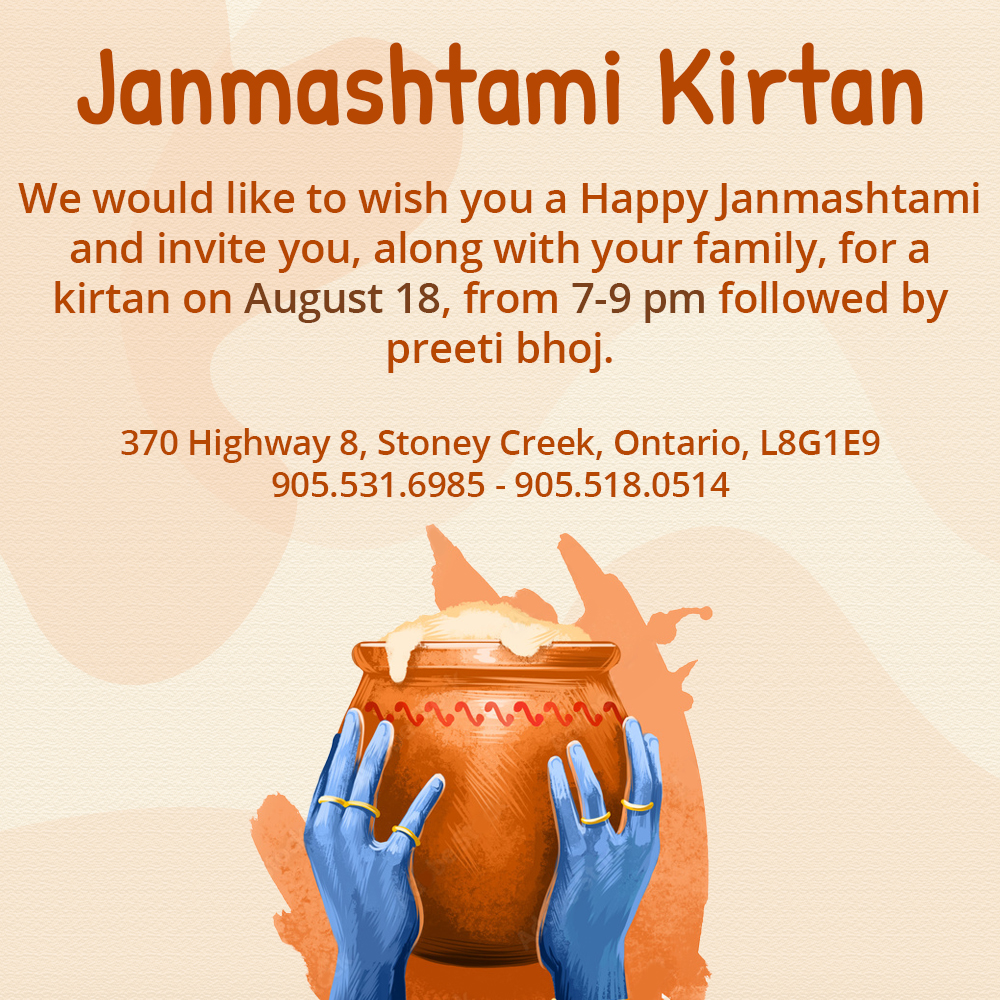 Janmashtami Kirtan
We would like to wish you a Happy Janmashtami
and invite you, along with your family, for a
kirtan on August 18, from 7-9 pm followed by
preeti bhoj.
370 Highway 8, Stoney Creek, Ontario, L8G1E9
905.531.6985 - 905.518.0514